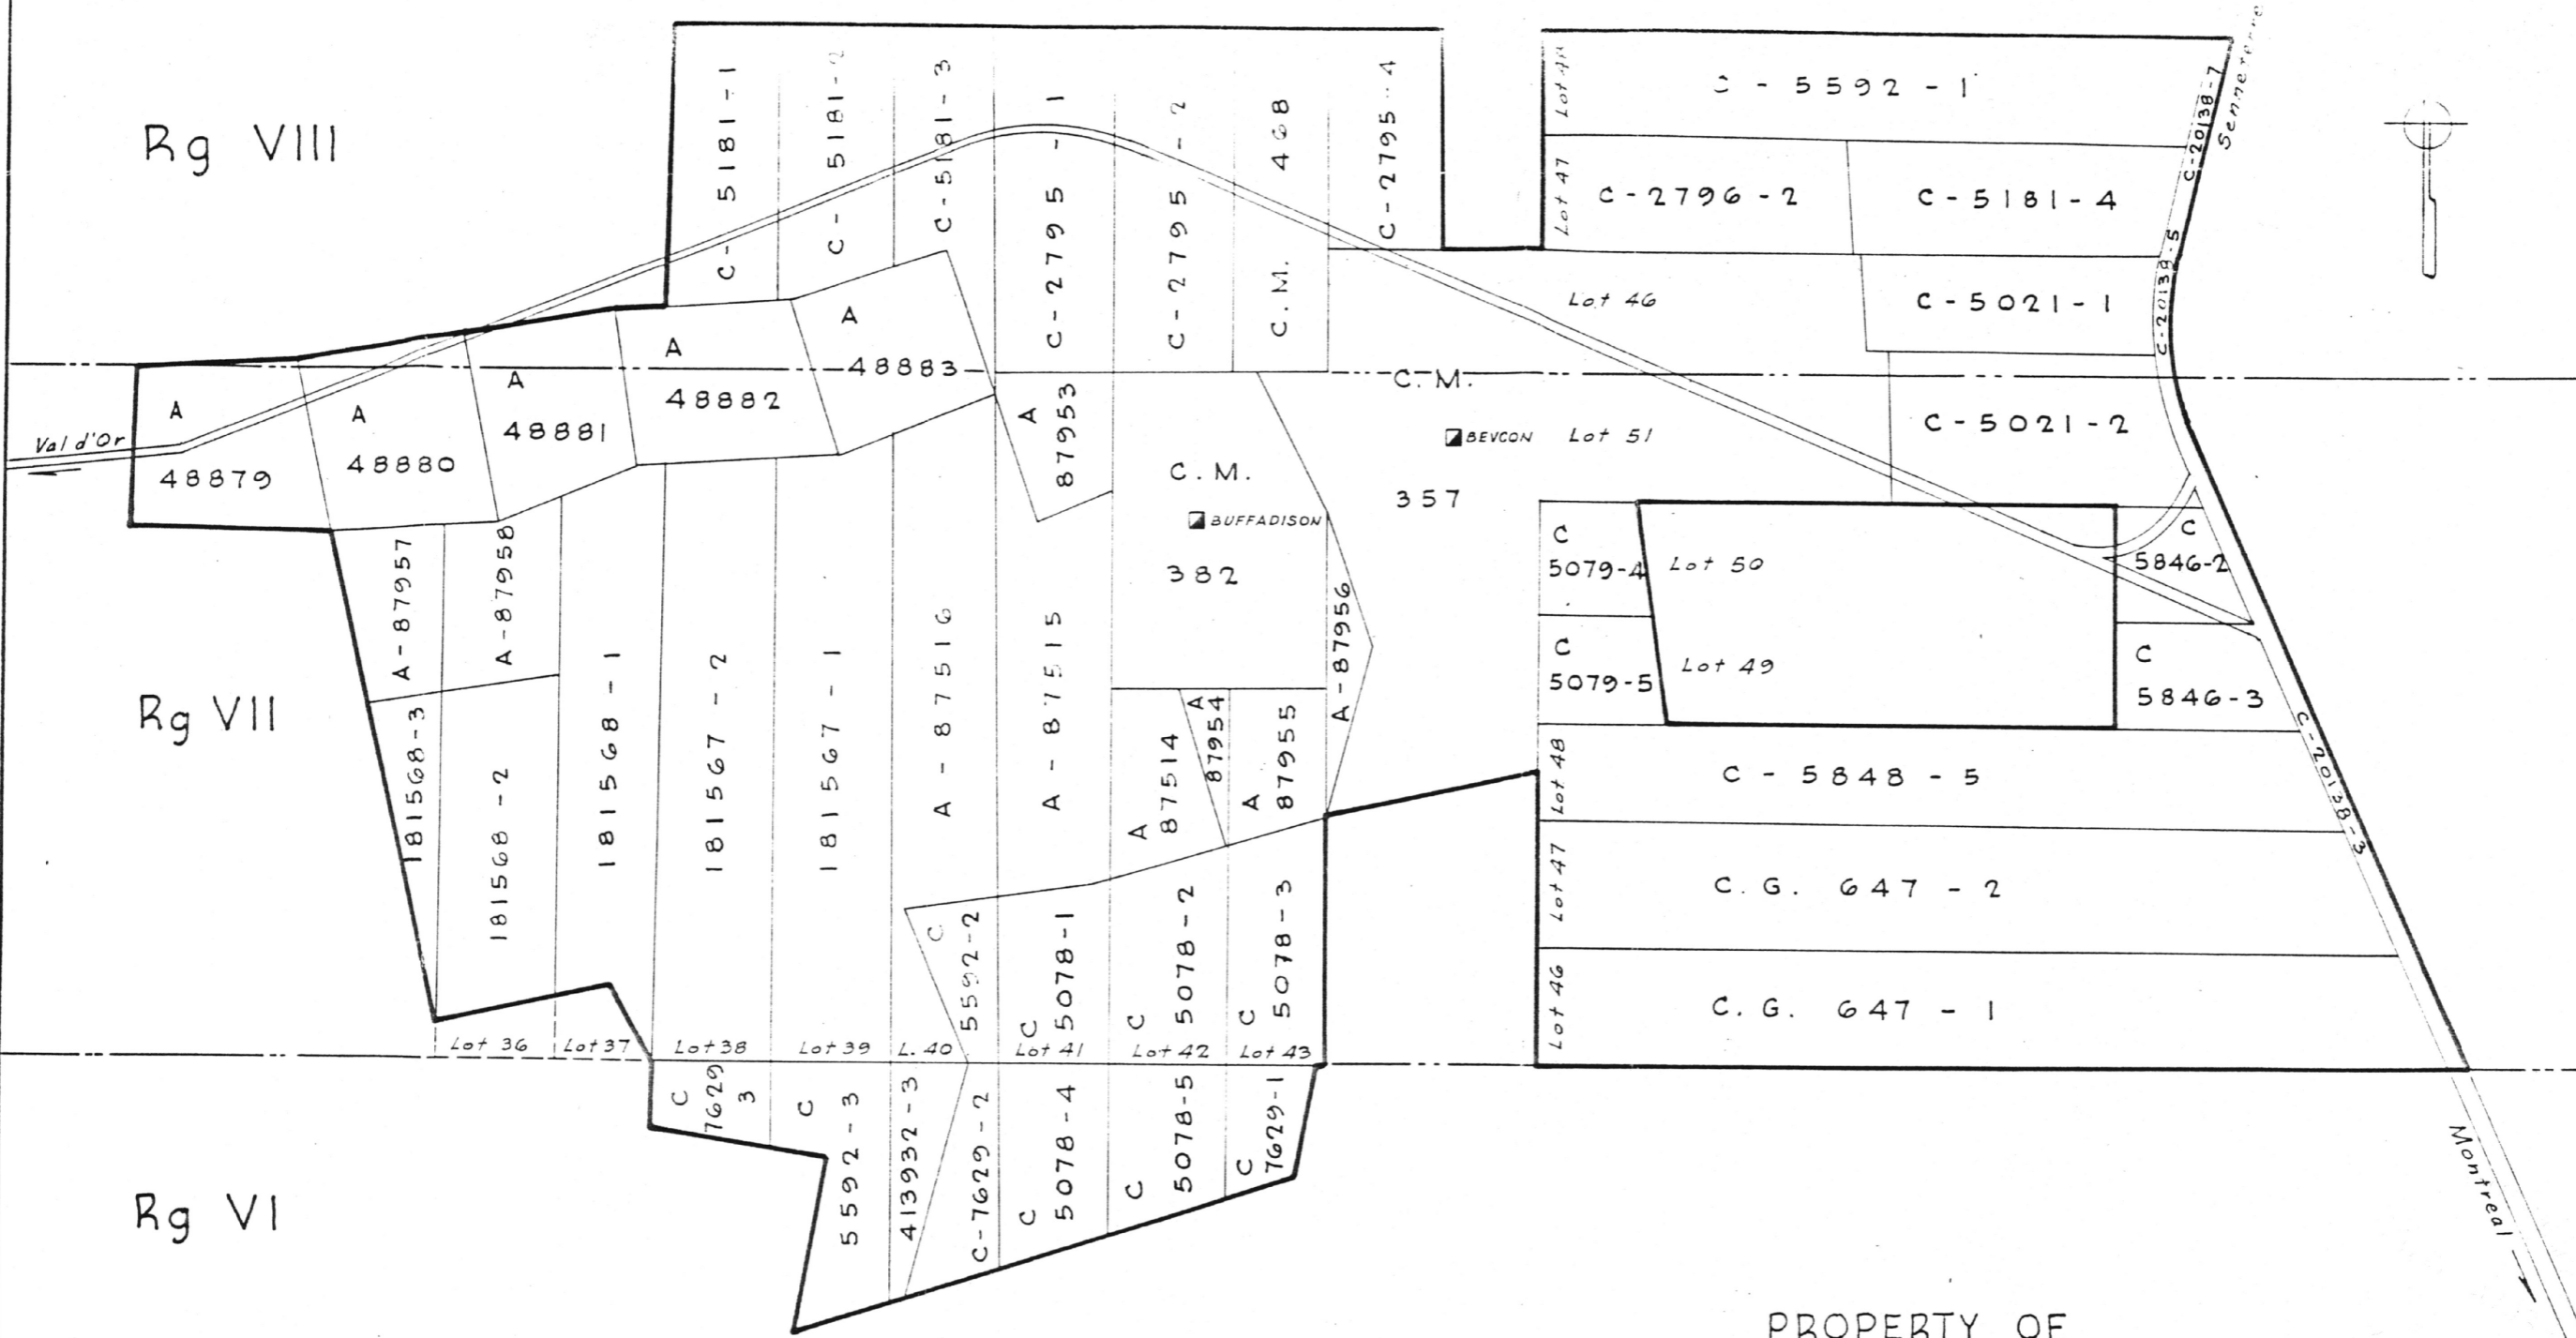 Rg VIII
C-5181-1
C-5181-2
C-5181-3
C-2795-1
C-2795-2
C.M. 468
C-2795-4
C-5592-1
Lot 47
C-2796-2
C-5181-4
C-20138-7
Senneterre
C-20138-5
Lot 46
C-5021-1
Val d'Or
A
48879
A
48880
A
48881
A
48882
A
48883
A
87953
C.M.
BUFFADISON
382
C.M.
BEVCON
Lot 51
357
C-5021-2
C
5079-4
Lot 50
C
5846-2
C
5079-5
Lot 49
C
5846-3
Rg VII
A-87957
A-87958
181568-3
181568-2
181568-1
181567-2
181567-1
A-87516
A-87515
A
87514
A
87954
A
87955
A-87956
Lot 48
C-5848-5
C-20138-3
Lot 47
C.G. 647-2
Lot 46
C.G. 647-1
C
5592-2
C
5078-1
C
5078-2
C
5078-3
Lot 36
Lot 37
Lot 38
Lot 39
L. 40
Lot 41
Lot 42
Lot 43
Rg VI
C
7629
3
C
5592-3
413932-3
C-7629-2
C
5078-4
C
5078-5
C
7629-1
Montreal
PROPERTY OF